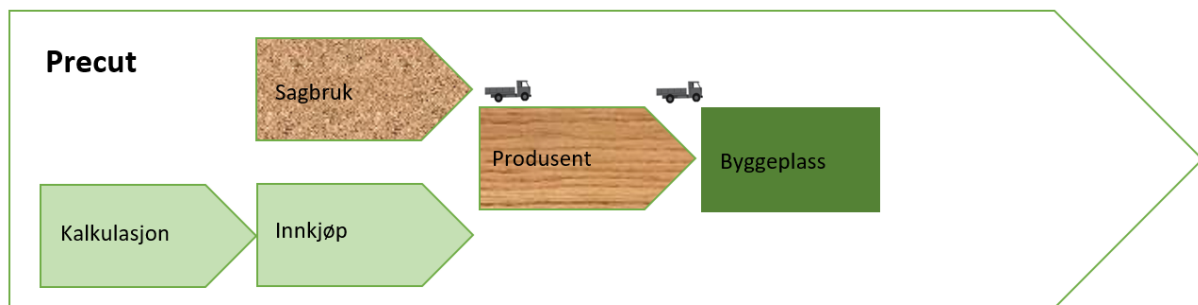 Precut
Sagbruk
Produsent
Byggeplass
Kalkulasjon
Innkjøp